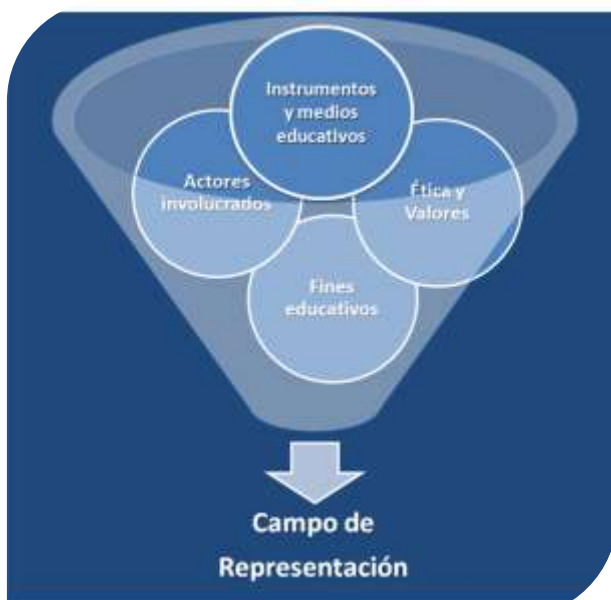 Instrumentos
y medios
educativos
Actores
involucrados
Ética y
Valores
Fines
educativos
Campo de
Representación